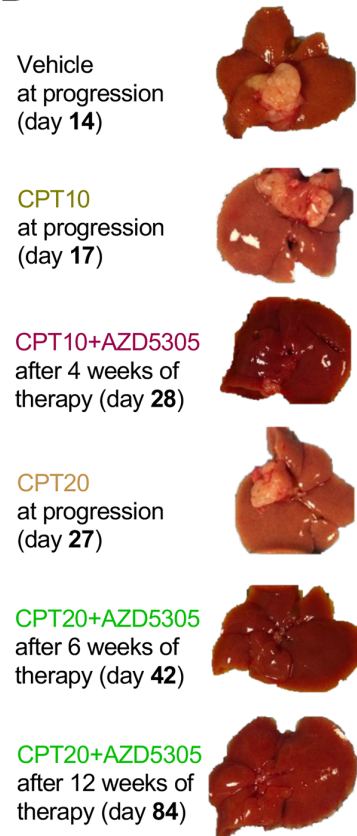 Vehicle
at progression
(day 14)
CPT10
at progression
(day 17)
CPT10+AZD5305
after 4 weeks of
therapy (day 28)
CPT20
at progression
(day 27)
CPT20+AZD5305
after 6 weeks of
therapy (day 42)
CPT20+AZD5305
after 12 weeks of
therapy (day 84)